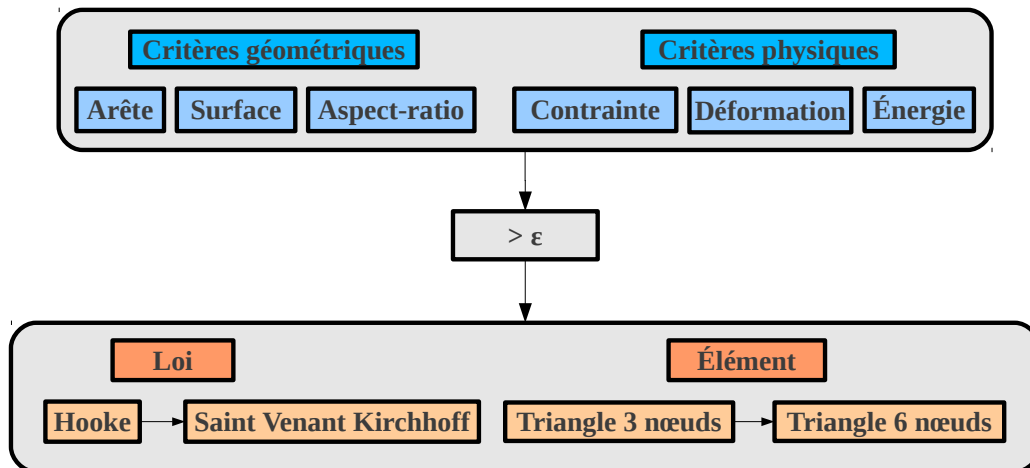 Critères géométriques
Critères physiques
Arête
Surface
Aspect-ratio
Contrainte
Déformation
Énergie
> ε
Loi
Élément
Hooke
Saint Venant Kirchhoff
Triangle 3 nœuds
Triangle 6 nœuds